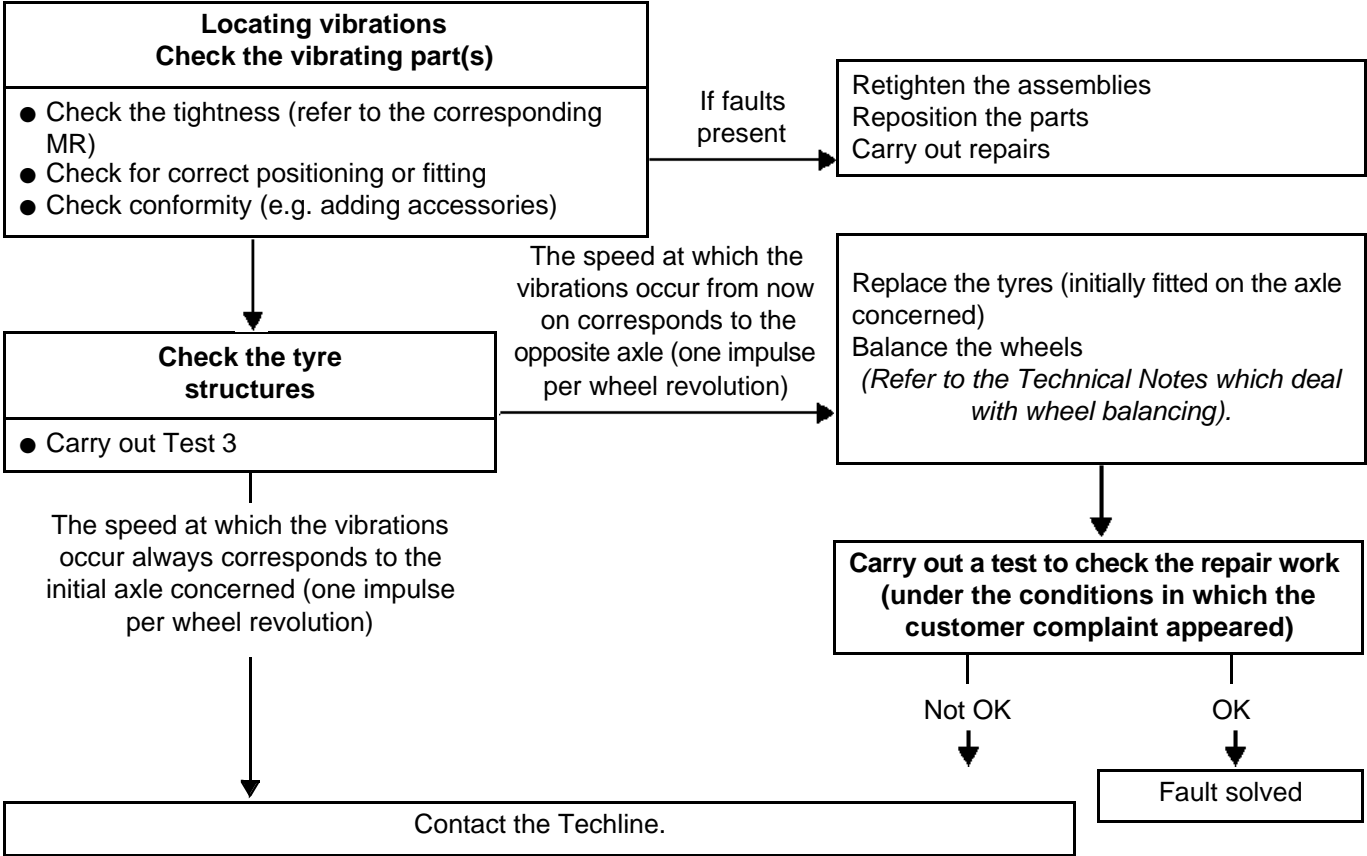 Locating vibrations
Check the vibrating part(s)
● Check the tightness (refer to the corresponding
MR)
● Check for correct positioning or fitting
● Check conformity (e.g. adding accessories)
If faults
present
Retighten the assemblies
Reposition the parts
Carry out repairs
The speed at which the
vibrations occur from now
on corresponds to the
opposite axle (one impulse
per wheel revolution)
Replace the tyres (initially fitted on the axle
concerned)
Balance the wheels
(Refer to the Technical Notes which deal
with wheel balancing).
Check the tyre
structures
● Carry out Test 3
The speed at which the vibrations
occur always corresponds to the
initial axle concerned (one impulse
per wheel revolution)
Carry out a test to check the repair work
(under the conditions in which the
customer complaint appeared)
Not OK
OK
Fault solved
Contact the Techline.